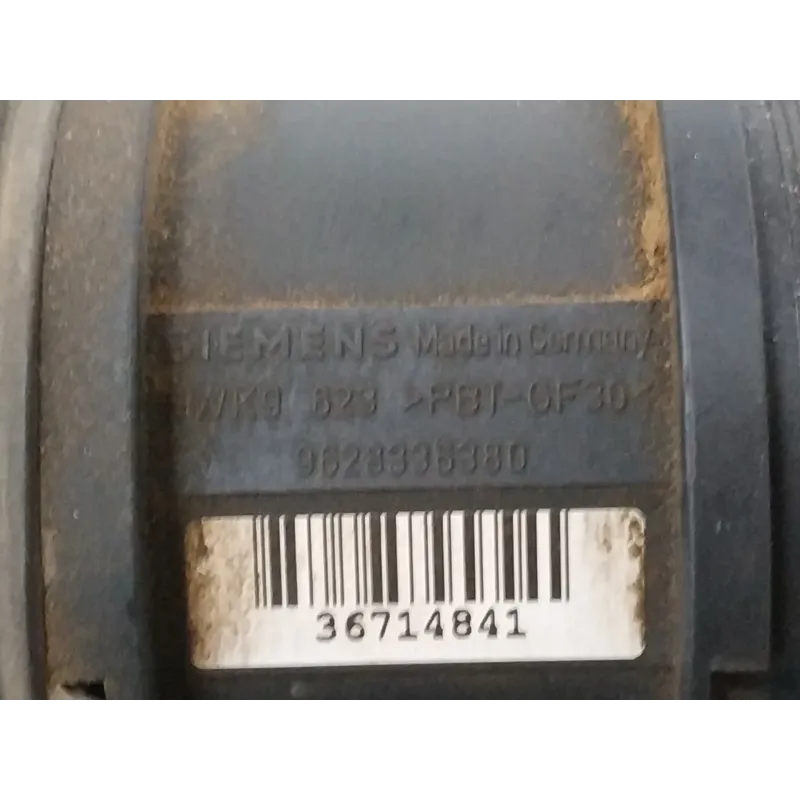 SIEMENS Made in Germany
5WK9 623 >PBT-GF30<
9628336380
36714841